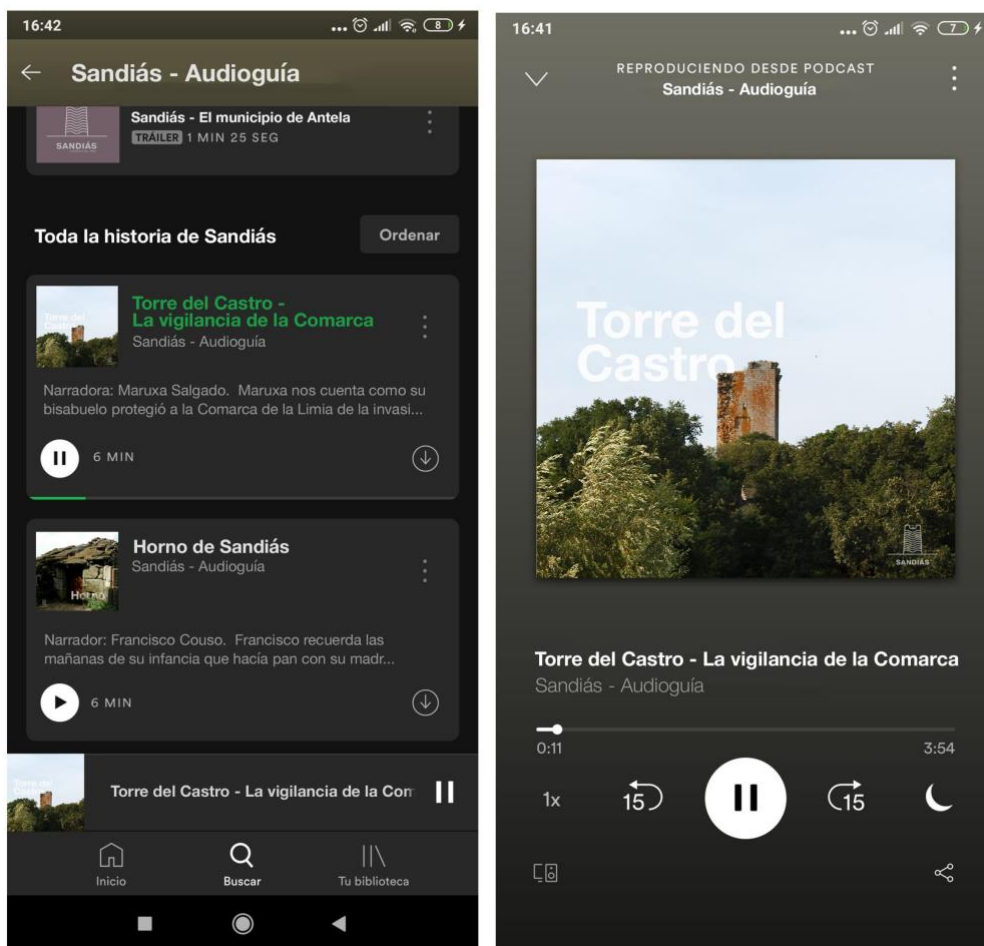 16:42
8
Sandiás - Audioguía
SANDIÁS
Sandiás - El municipio de Antela
TRÁILER 1 MIN 25 SEG
Toda la historia de Sandiás
Ordenar
Torre del
Castro
Torre del Castro -
La vigilancia de la Comarca
Sandiás - Audioguía
Narradora: Maruxa Salgado. Maruxa nos cuenta como su
bisabuelo protegió a la Comarca de la Limia de la invasi...
6 MIN
Horno
Horno de Sandiás
Sandiás - Audioguía
Narrador: Francisco Couso. Francisco recuerda las
mañanas de su infancia que hacía pan con su madr...
6 MIN
Torre del
Castro
Torre del Castro - La vigilancia de la Com
Inicio
Buscar
Tu biblioteca
16:41
7
REPRODUCIENDO DESDE PODCAST
Sandiás - Audioguía
Torre del
Castro
SANDIÁS
Torre del Castro - La vigilancia de la Comarca
Sandiás - Audioguía
0:11
3:54
1x
15
15